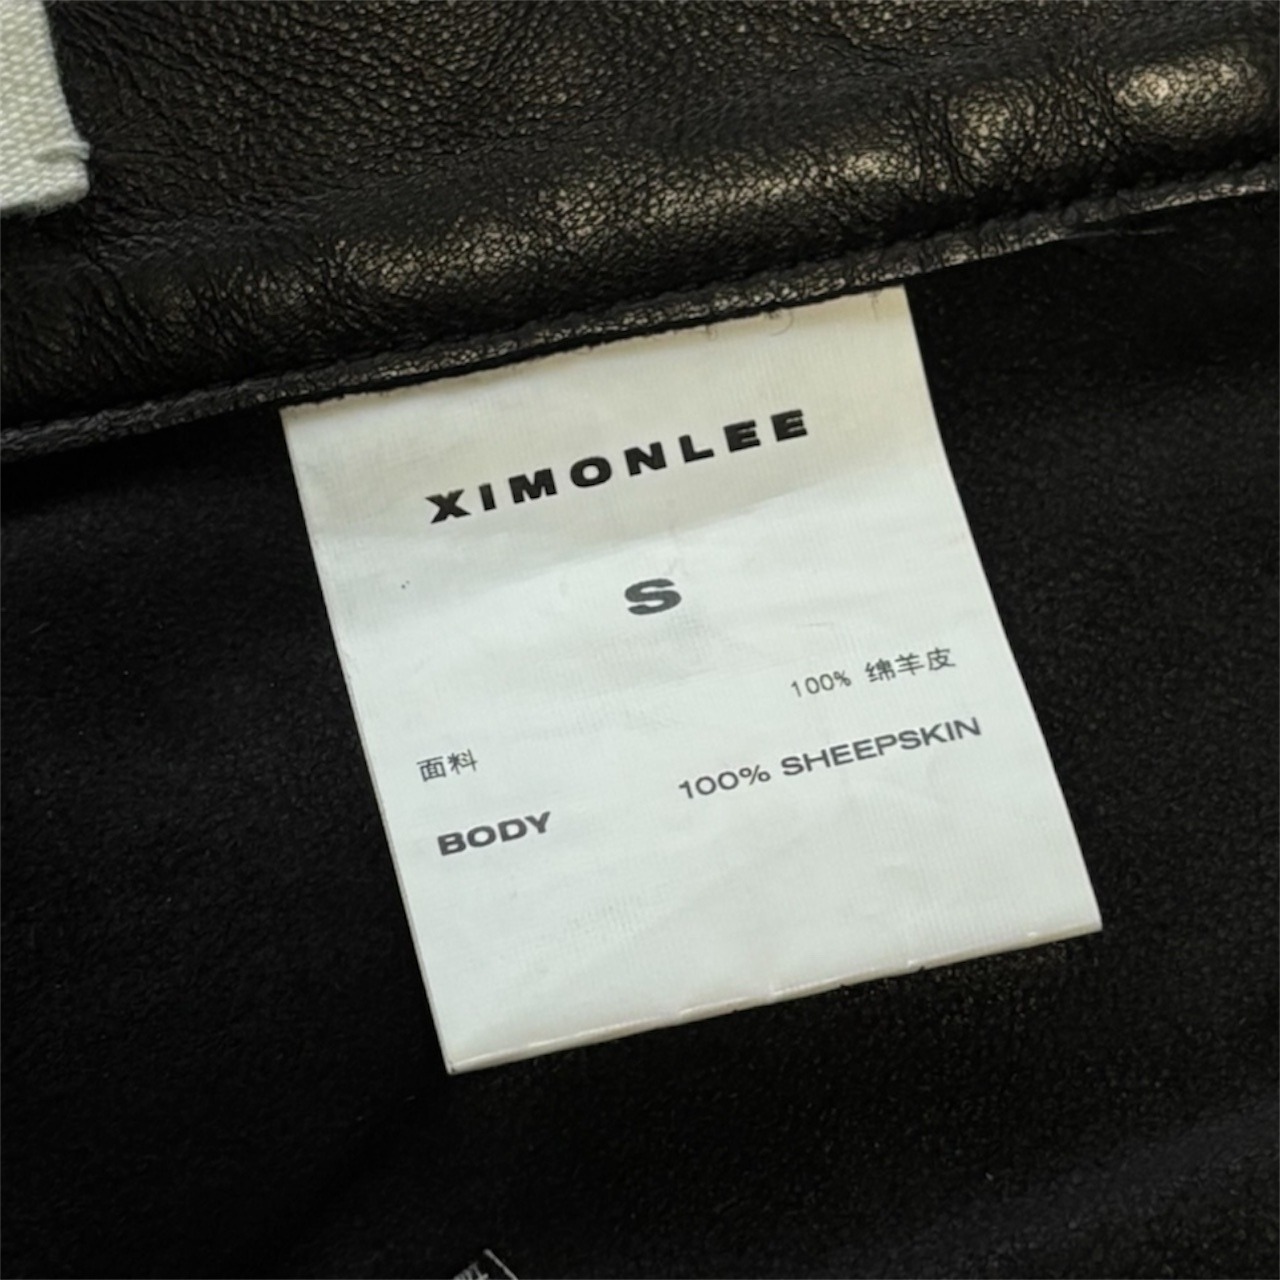 XIMONLEE
S
100% 绵羊皮
面料
100% SHEEPSKIN
BODY